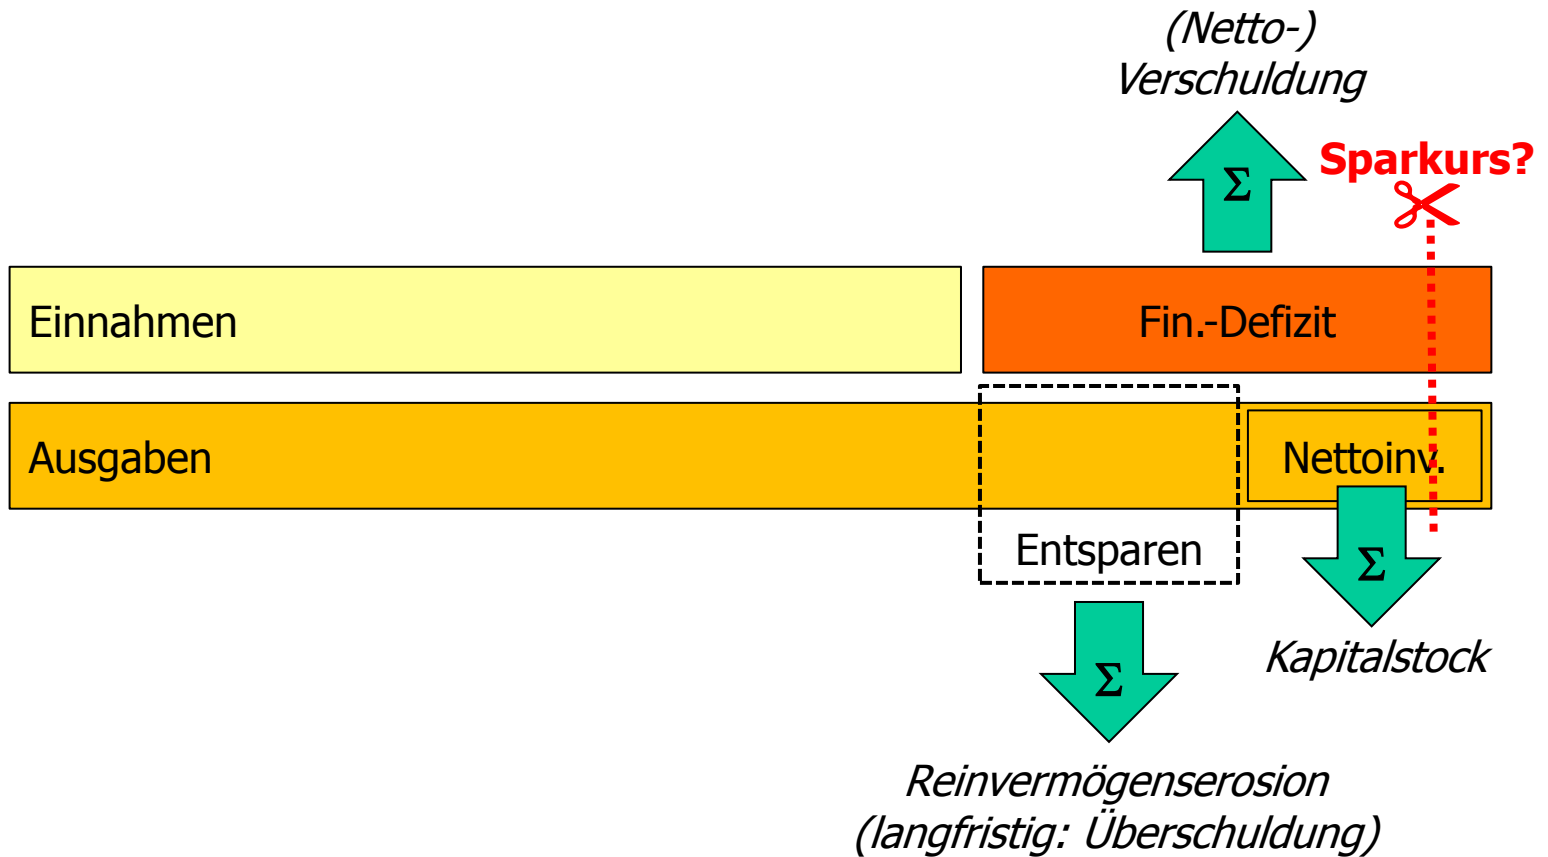 (Netto-)
Verschuldung
Sparkurs?
Σ
Einnahmen
Fin.-Defizit
Ausgaben
Nettoinv.
Entsparen
Σ
Kapitalstock
Σ
Reinvermögenserosion
(langfristig: Überschuldung)